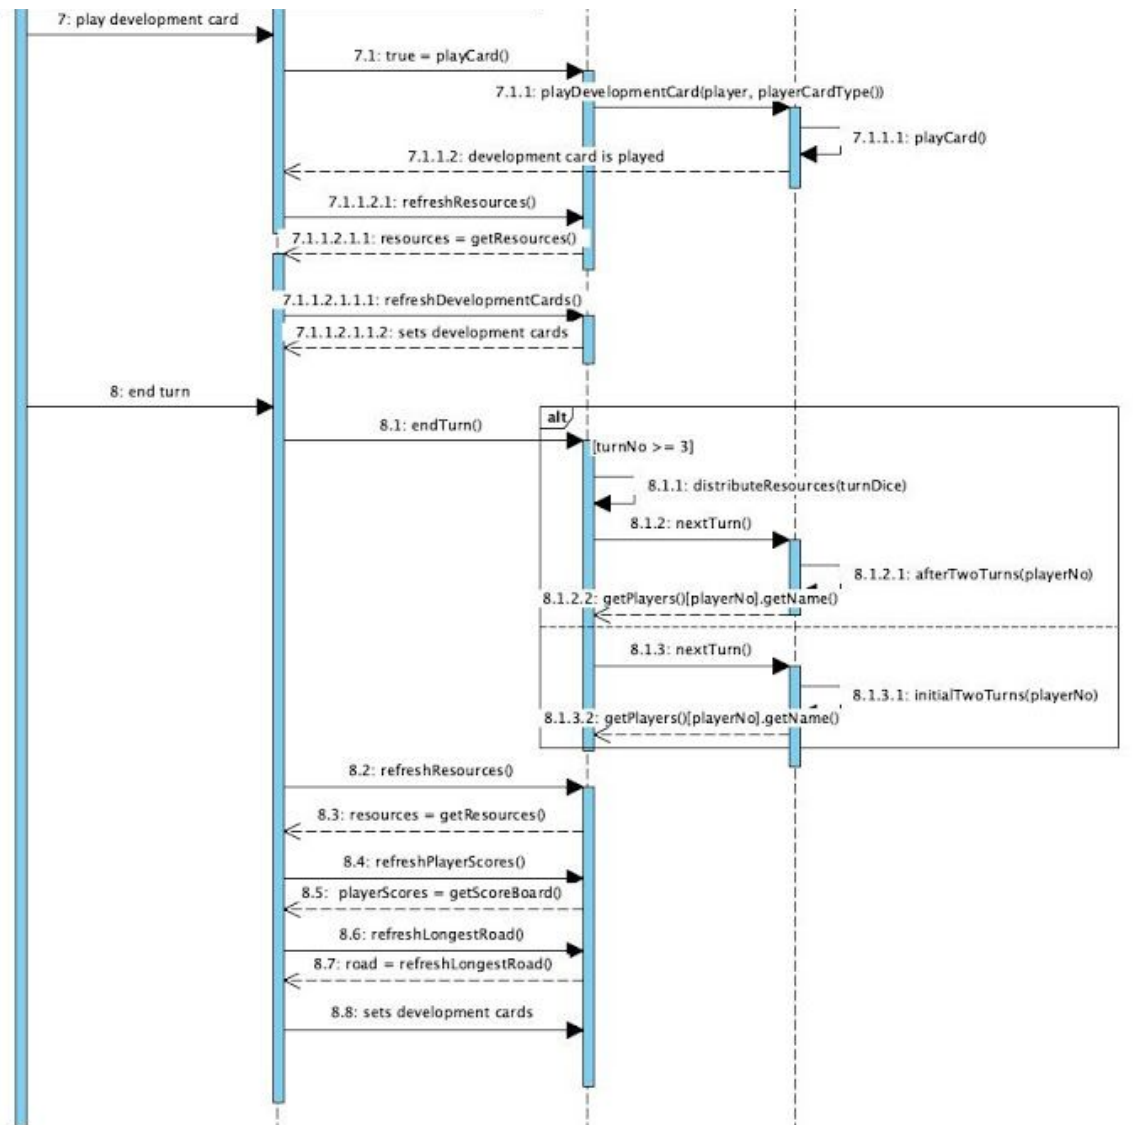 7: play development card
7.1: true = playCard()
7.1.1: playDevelopmentCard(player, playerCardType())
7.1.1.1: playCard()
7.1.1.2: development card is played
7.1.1.2.1: refreshResources()
7.1.1.2.1.1: resources = getResources()
7.1.1.2.1.1.1: refreshDevelopmentCards()
7.1.1.2.1.1.2: sets development cards
8: end turn
alt
8.1: endTurn()
[turnNo >= 3]
8.1.1: distributeResources(turnDice)
8.1.2: nextTurn()
8.1.2.1: afterTwoTurns(playerNo)
8.1.2.2: getPlayers()[playerNo].getName()
8.1.3: nextTurn()
8.1.3.1: initialTwoTurns(playerNo)
8.1.3.2: getPlayers()[playerNo].getName()
8.2: refreshResources()
8.3: resources = getResources()
8.4: refreshPlayerScores()
8.5: playerScores = getScoreBoard()
8.6: refreshLongestRoad()
8.7: road = refreshLongestRoad()
8.8: sets development cards